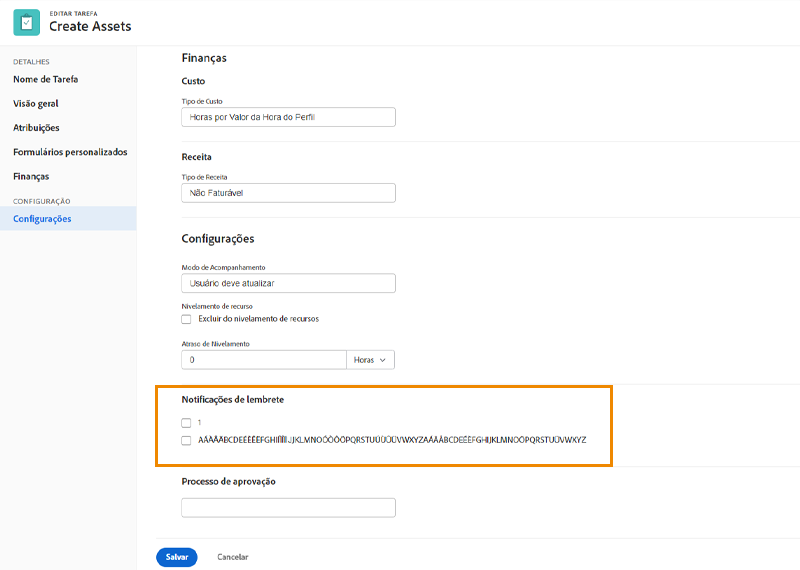 EDITAR TAREFA
Create Assets
DETALHES
Nome de Tarefa
Visão geral
Atribuições
Formulários personalizados
Finanças
CONFIGURAÇÃO
Configurações
Finanças
Custo
Tipo de Custo
Horas por Valor da Hora do Perfil
Receita
Tipo de Receita
Não Faturável
Configurações
Modo de Acompanhamento
Usuário deve atualizar
Nivelamento de recurso
Excluir do nivelamento de recursos
Atraso de Nivelamento
0 Horas
Notificações de lembrete
1
Processo de aprovação
Salvar Cancelar